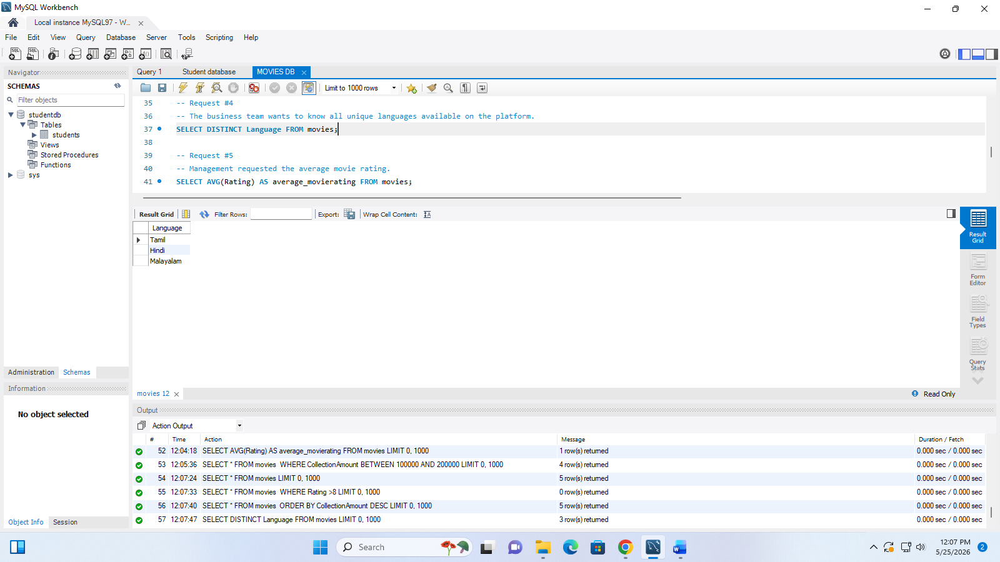 MySQL Workbench
Local instance MySQL97 - W...
File Edit View Query Database Server Tools Scripting Help
Navigator
SCHEMAS
Filter objects
studentdb
Tables
students
Views
Stored Procedures
Functions
sys
Administration Schemas
Information
No object selected
Object Info Session
Query 1 Student database MOVIES DB
Limit to 1000 rows
35 -- Request #4
36 -- The business team wants to know all unique languages available on the platform.
37 SELECT DISTINCT Language FROM movies;
38
39 -- Request #5
40 -- Management requested the average movie rating.
41 SELECT AVG(Rating) AS average_movierating FROM movies;
Result Grid Filter Rows: Export: Wrap Cell Content:
Language
Tamil
Hindi
Malayalam
Result
Grid
Form
Editor
Field
Types
Query
Stats
movies 12
Read Only
Output
Action Output
# Time Action Message Duration / Fetch
52 12:04:18 SELECT AVG(Rating) AS average_movierating FROM movies LIMIT 0, 1000 1 row(s) returned 0.000 sec / 0.000 sec
53 12:05:36 SELECT * FROM movies WHERE CollectionAmount BETWEEN 100000 AND 200000 LIMIT 0, 1000 4 row(s) returned 0.000 sec / 0.000 sec
54 12:07:24 SELECT * FROM movies LIMIT 0, 1000 5 row(s) returned 0.000 sec / 0.000 sec
55 12:07:33 SELECT * FROM movies WHERE Rating >8 LIMIT 0, 1000 0 row(s) returned 0.000 sec / 0.000 sec
56 12:07:40 SELECT * FROM movies ORDER BY CollectionAmount DESC LIMIT 0, 1000 5 row(s) returned 0.000 sec / 0.000 sec
57 12:07:47 SELECT DISTINCT Language FROM movies LIMIT 0, 1000 3 row(s) returned 0.000 sec / 0.000 sec
Search
12:07 PM
5/25/2026
2